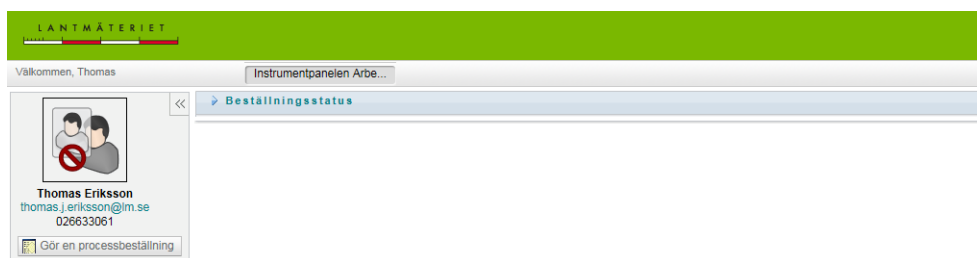 LANTMÄTERIET
Välkommen, Thomas
Instrumentpanelen Arbe...
Beställningsstatus
Thomas Eriksson
thomas.j.eriksson@lm.se
026633061
Gör en processbeställning